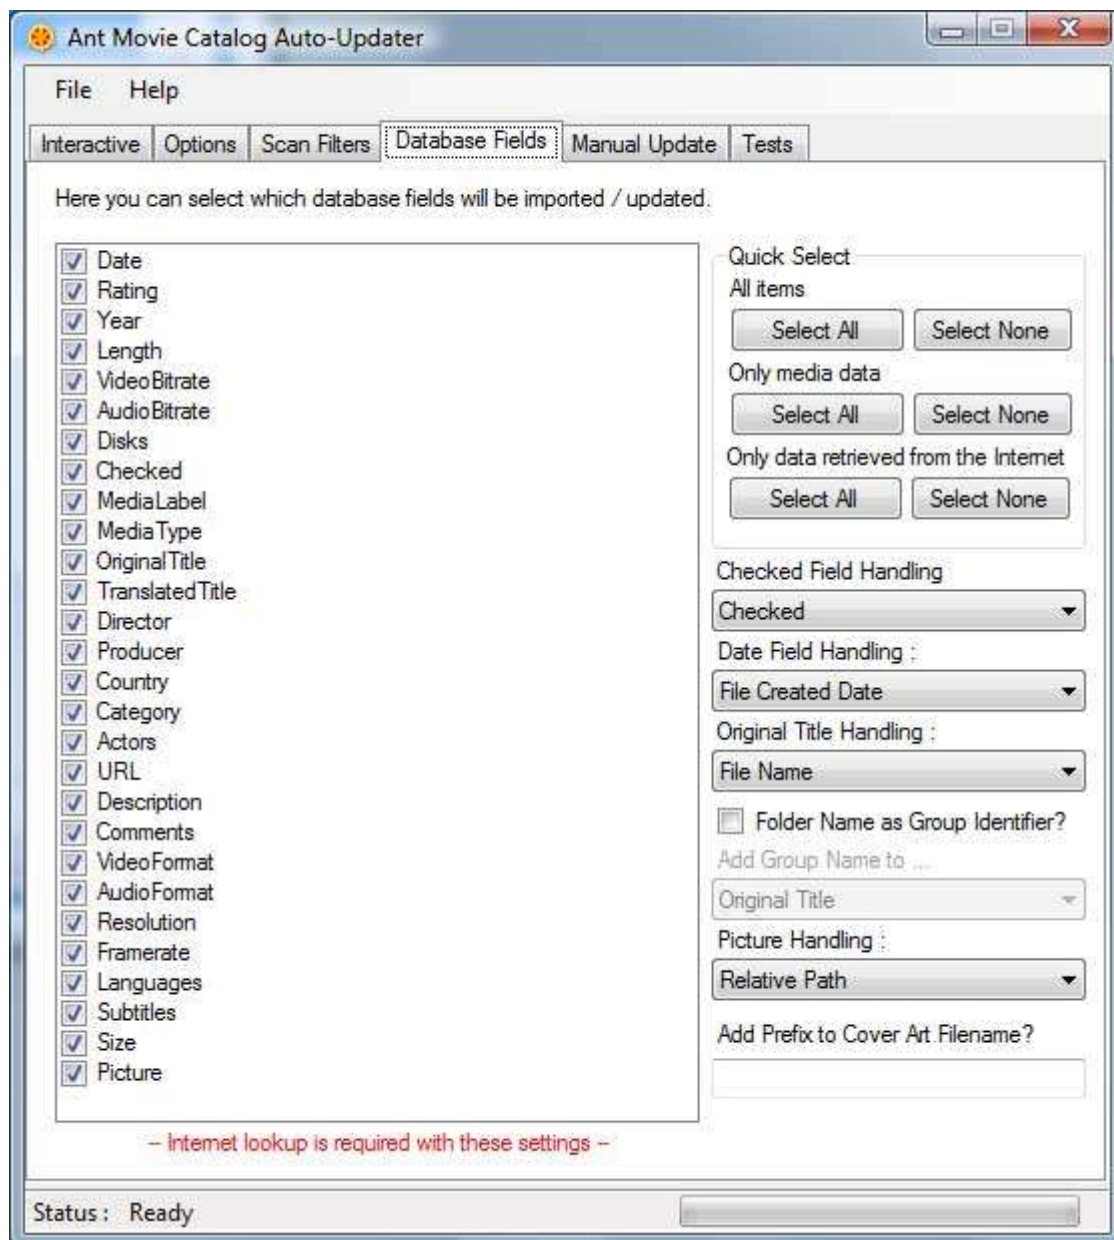 Ant Movie Catalog Auto-Updater
File Help
Interactive Options Scan Filters Database Fields Manual Update Tests
Here you can select which database fields will be imported / updated.
Date
Rating
Year
Length
VideoBitrate
AudioBitrate
Disks
Checked
MediaLabel
MediaType
OriginalTitle
TranslatedTitle
Director
Producer
Country
Category
Actors
URL
Description
Comments
VideoFormat
AudioFormat
Resolution
Framerate
Languages
Subtitles
Size
Picture
-- Internet lookup is required with these settings --
Quick Select
All items
Select All Select None
Only media data
Select All Select None
Only data retrieved from the Internet
Select All Select None
Checked Field Handling
Checked
Date Field Handling :
File Created Date
Original Title Handling :
File Name
Folder Name as Group Identifier?
Add Group Name to ...
Original Title
Picture Handling :
Relative Path
Add Prefix to Cover Art Filename?
Status : Ready